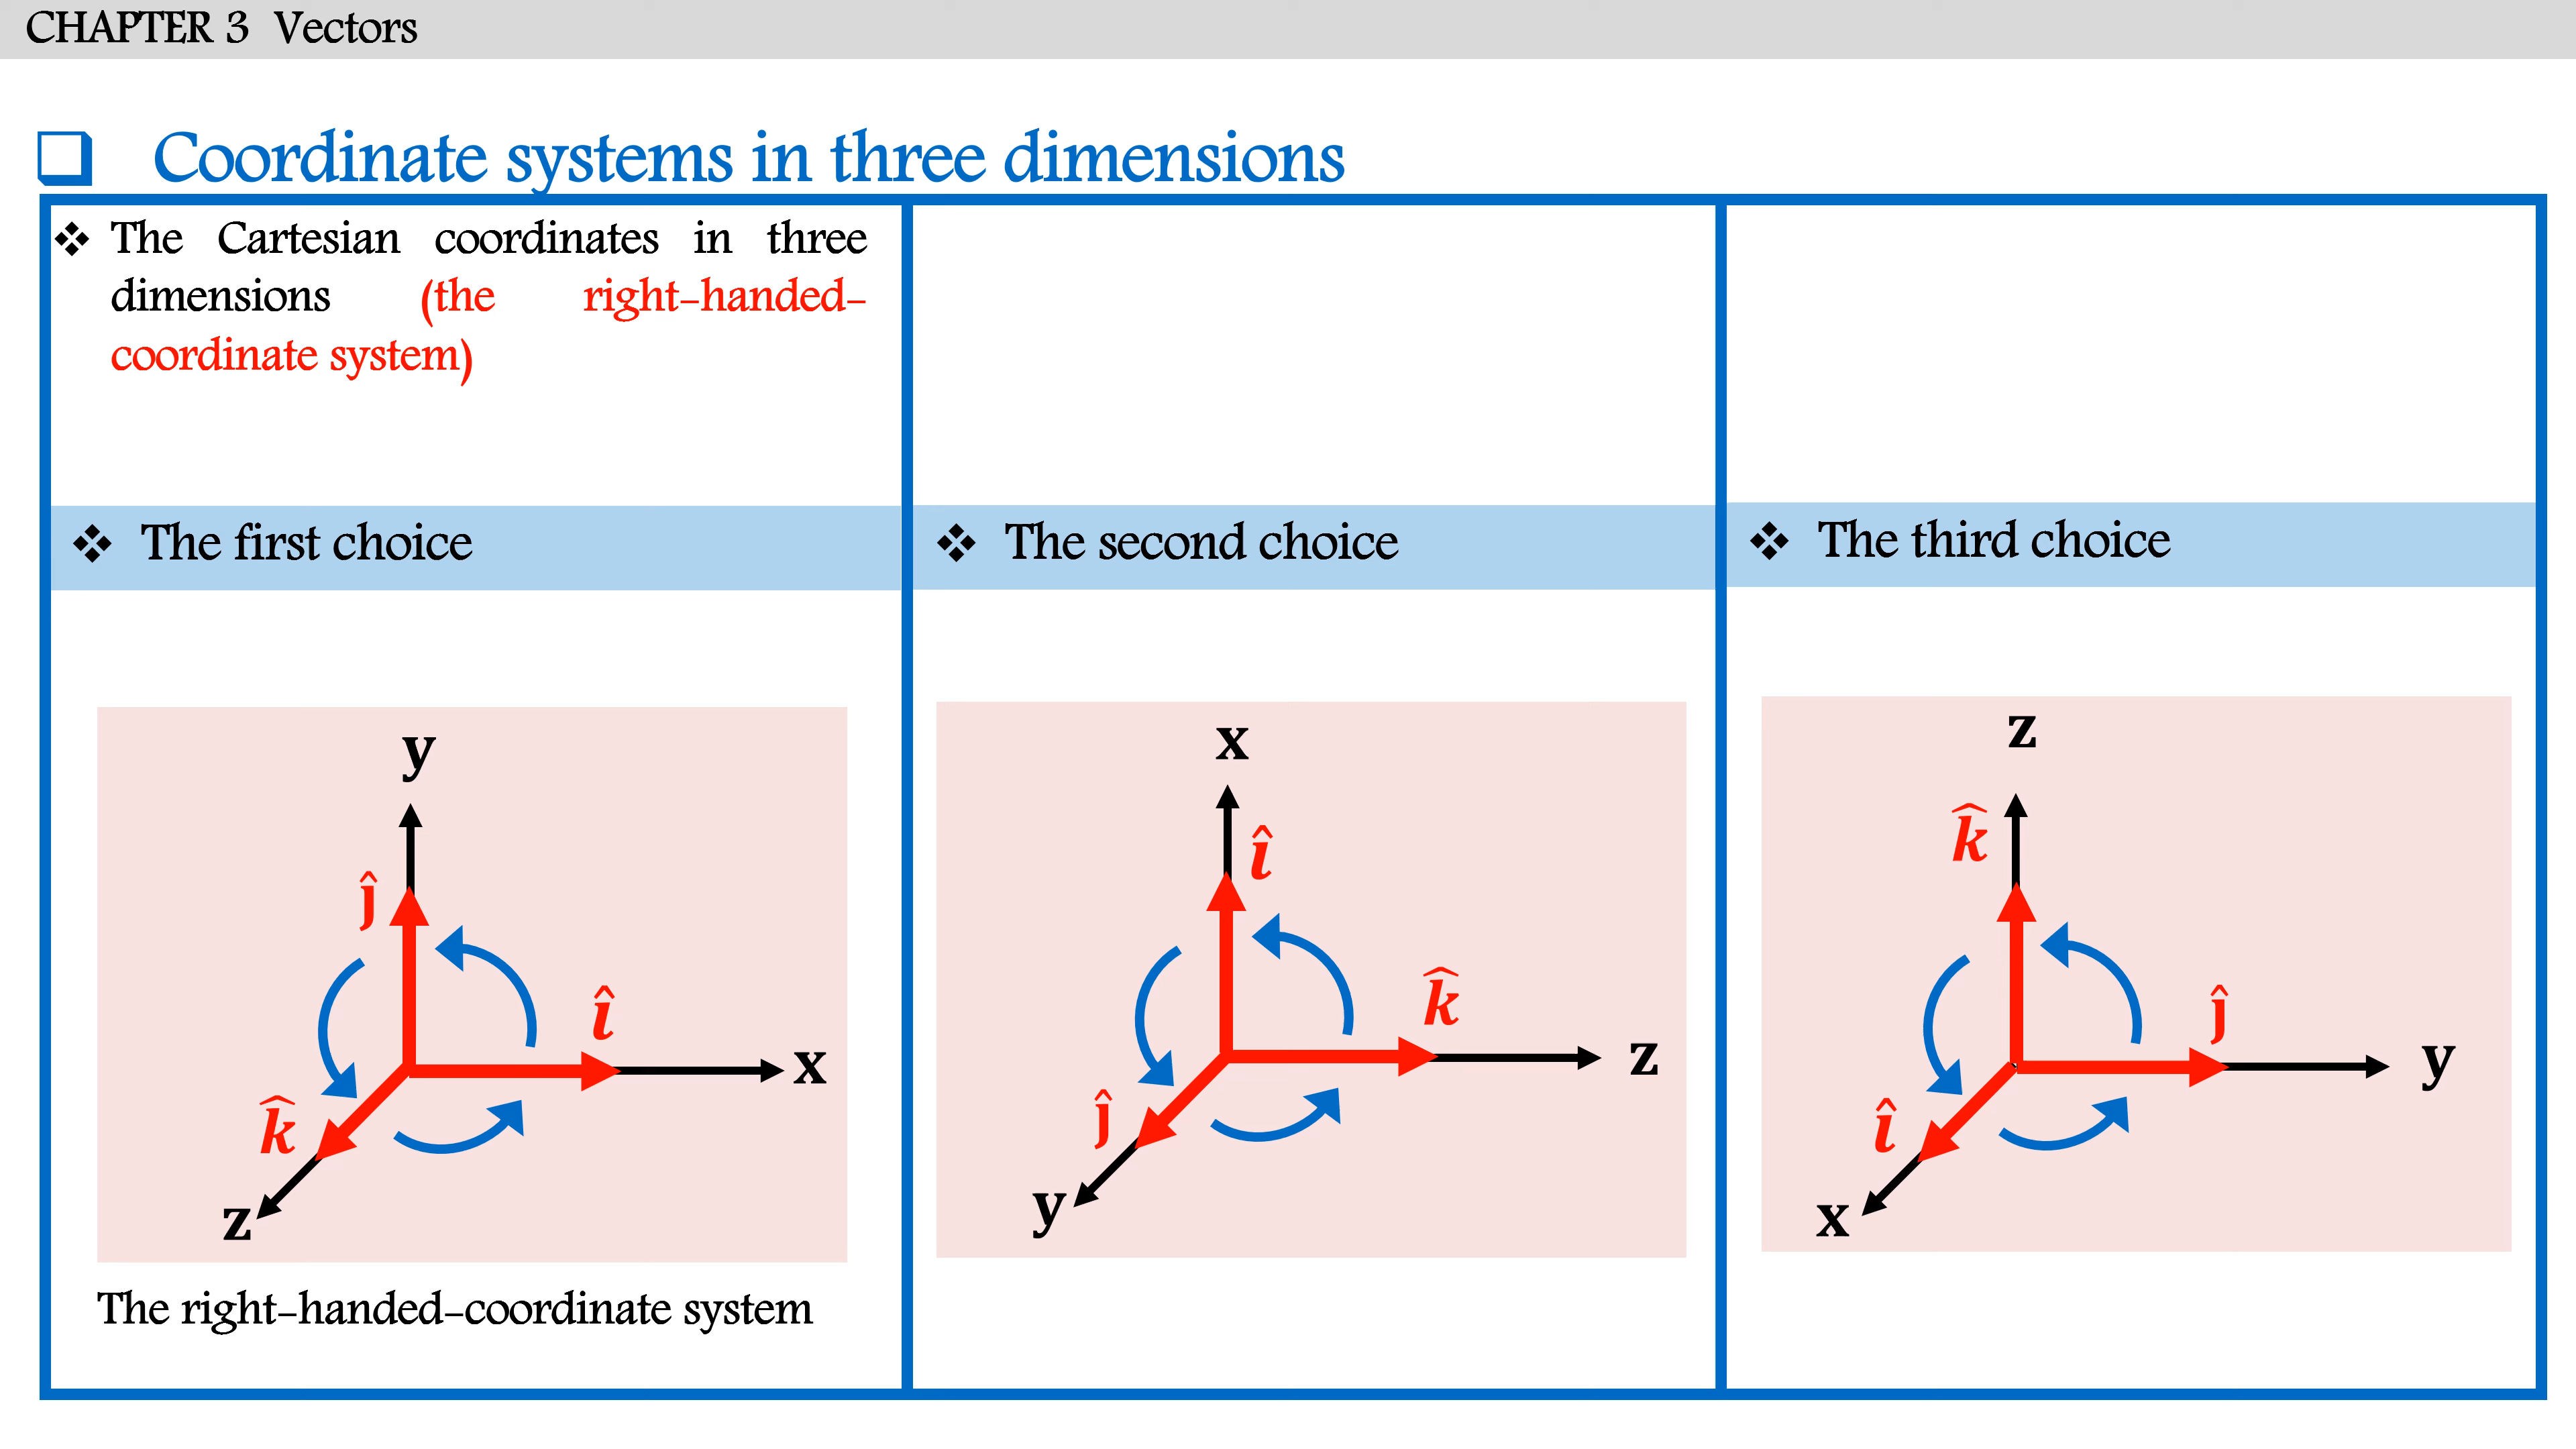 CHAPTER 3 Vectors
❑ Coordinate systems in three dimensions
❖ The Cartesian coordinates in three
dimensions (the right-handed-
coordinate system)
❖ The first choice
❖ The second choice
❖ The third choice
y
ĵ
î
x
k̂
z
The right-handed-coordinate system
x
î
k̂
z
ĵ
y
z
k̂
ĵ
y
î
x